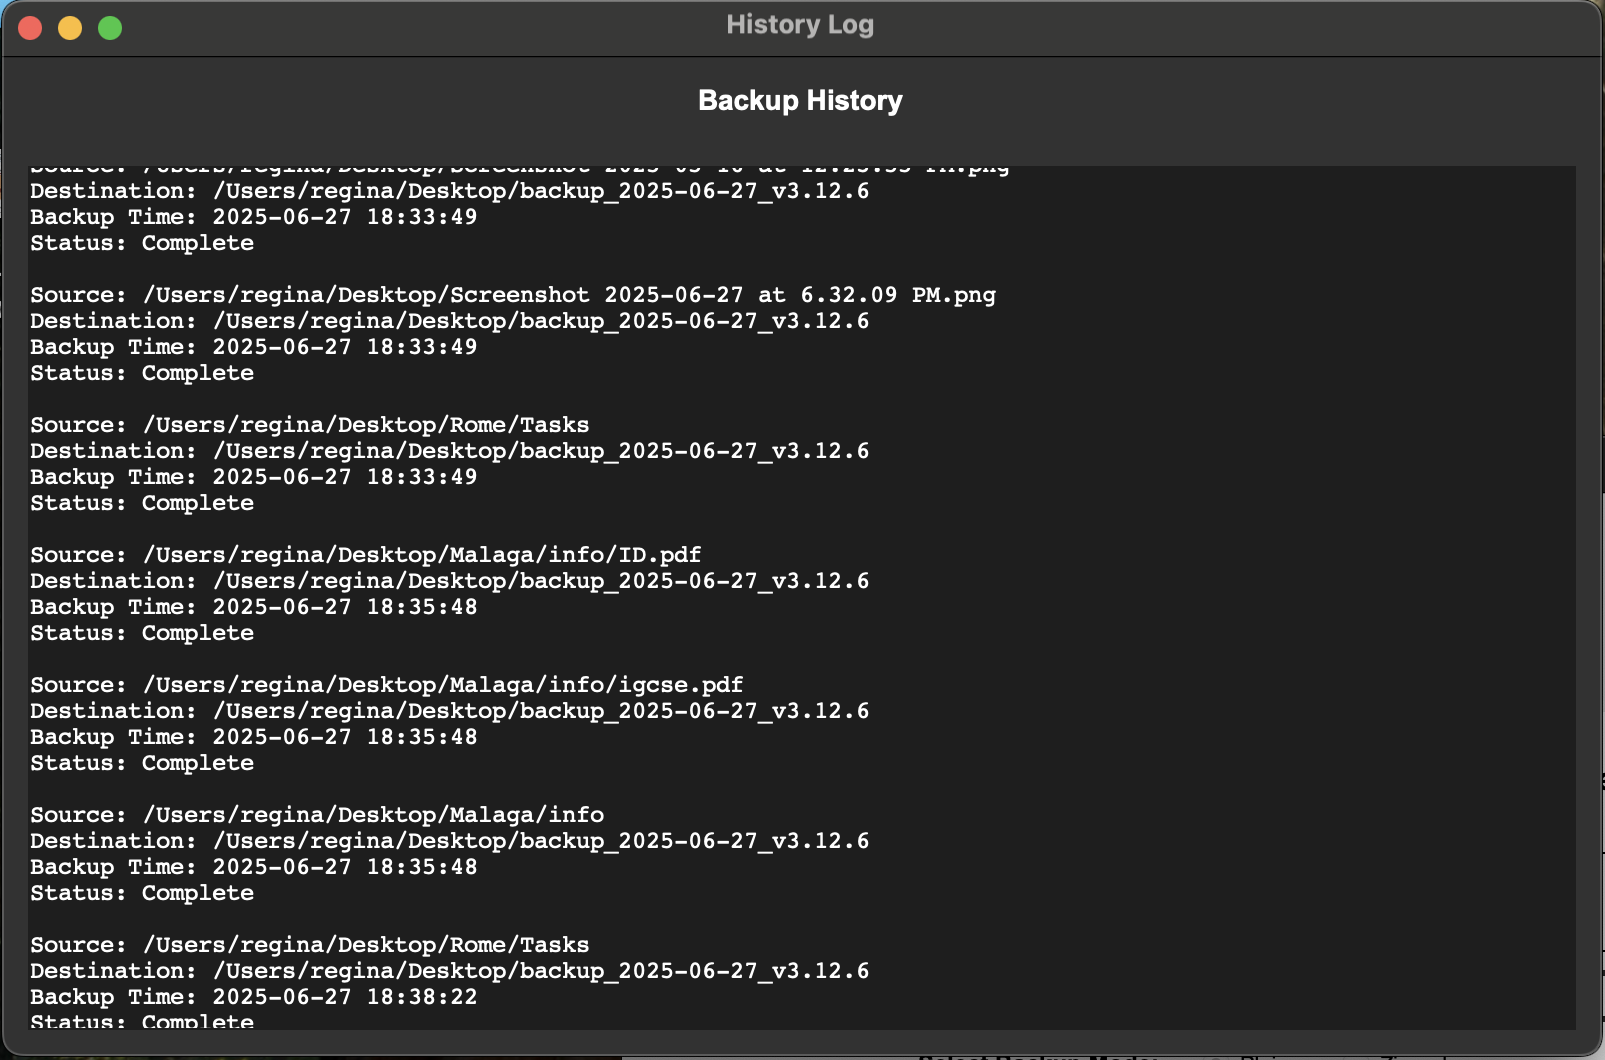 History Log
Backup History
Source: /Users/regina/Desktop/Screenshot
Destination: /Users/regina/Desktop/backup_2025-06-27_v3.12.6
Backup Time: 2025-06-27 18:33:49
Status: Complete
Source: /Users/regina/Desktop/Screenshot 2025-06-27 at 6.32.09 PM.png
Destination: /Users/regina/Desktop/backup_2025-06-27_v3.12.6
Backup Time: 2025-06-27 18:33:49
Status: Complete
Source: /Users/regina/Desktop/Rome/Tasks
Destination: /Users/regina/Desktop/backup_2025-06-27_v3.12.6
Backup Time: 2025-06-27 18:33:49
Status: Complete
Source: /Users/regina/Desktop/Malaga/info/ID.pdf
Destination: /Users/regina/Desktop/backup_2025-06-27_v3.12.6
Backup Time: 2025-06-27 18:35:48
Status: Complete
Source: /Users/regina/Desktop/Malaga/info/igcse.pdf
Destination: /Users/regina/Desktop/backup_2025-06-27_v3.12.6
Backup Time: 2025-06-27 18:35:48
Status: Complete
Source: /Users/regina/Desktop/Malaga/info
Destination: /Users/regina/Desktop/backup_2025-06-27_v3.12.6
Backup Time: 2025-06-27 18:35:48
Status: Complete
Source: /Users/regina/Desktop/Rome/Tasks
Destination: /Users/regina/Desktop/backup_2025-06-27_v3.12.6
Backup Time: 2025-06-27 18:38:22
Status: Complete